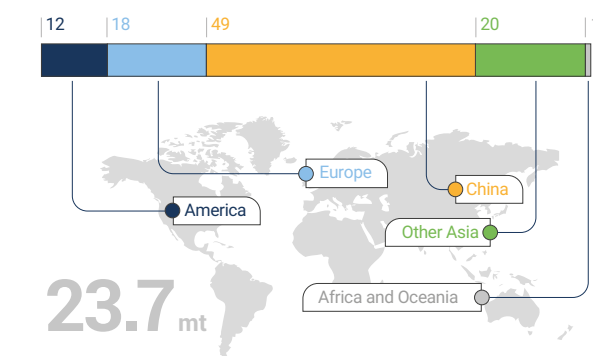 12 18 49 20
Europe
China
America
Other Asia
Africa and Oceania
23.7 mt